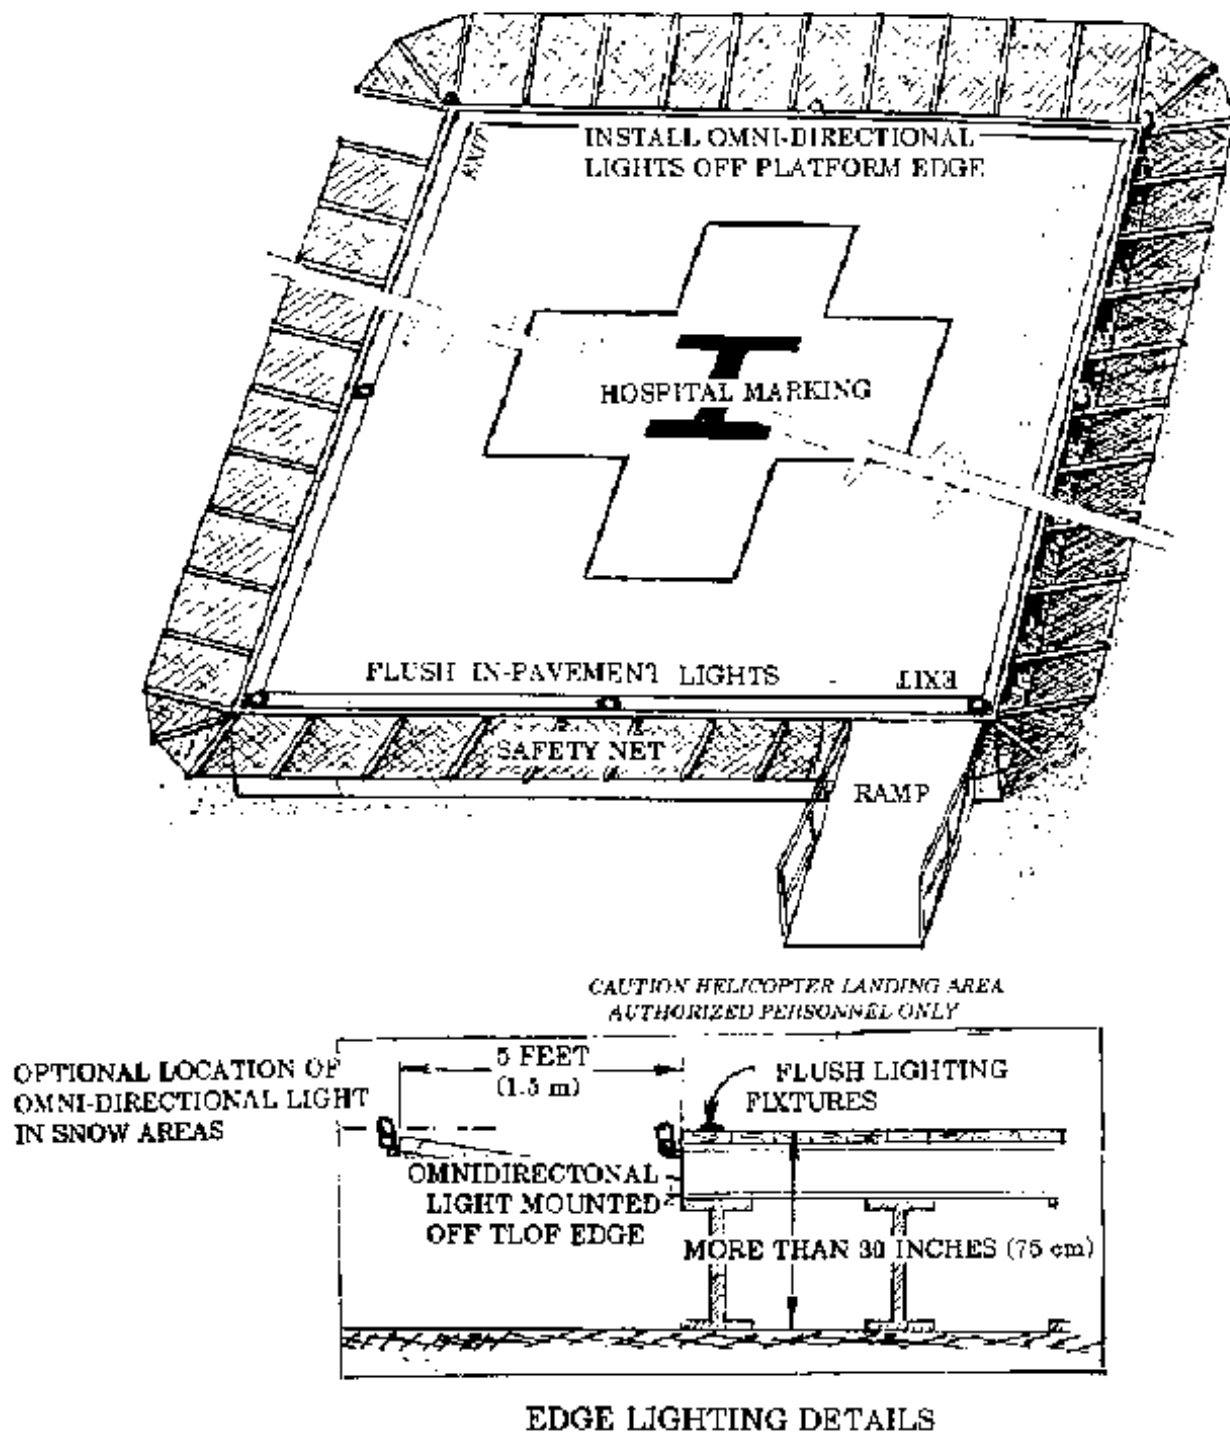 EXIT
INSTALL OMNI-DIRECTIONAL
LIGHTS OFF PLATFORM EDGE
H
HOSPITAL MARKING
FLUSH IN-PAVEMENT LIGHTS
EXIT
SAFETY NET
RAMP
CAUTION HELICOPTER LANDING AREA
AUTHORIZED PERSONNEL ONLY
OPTIONAL LOCATION OF
OMNI-DIRECTIONAL LIGHT
IN SNOW AREAS
5 FEET
(1.5 m)
FLUSH LIGHTING
FIXTURES
OMNIDIRECTONAL
LIGHT MOUNTED
OFF TLOF EDGE
MORE THAN 30 INCHES (75 cm)
EDGE LIGHTING DETAILS